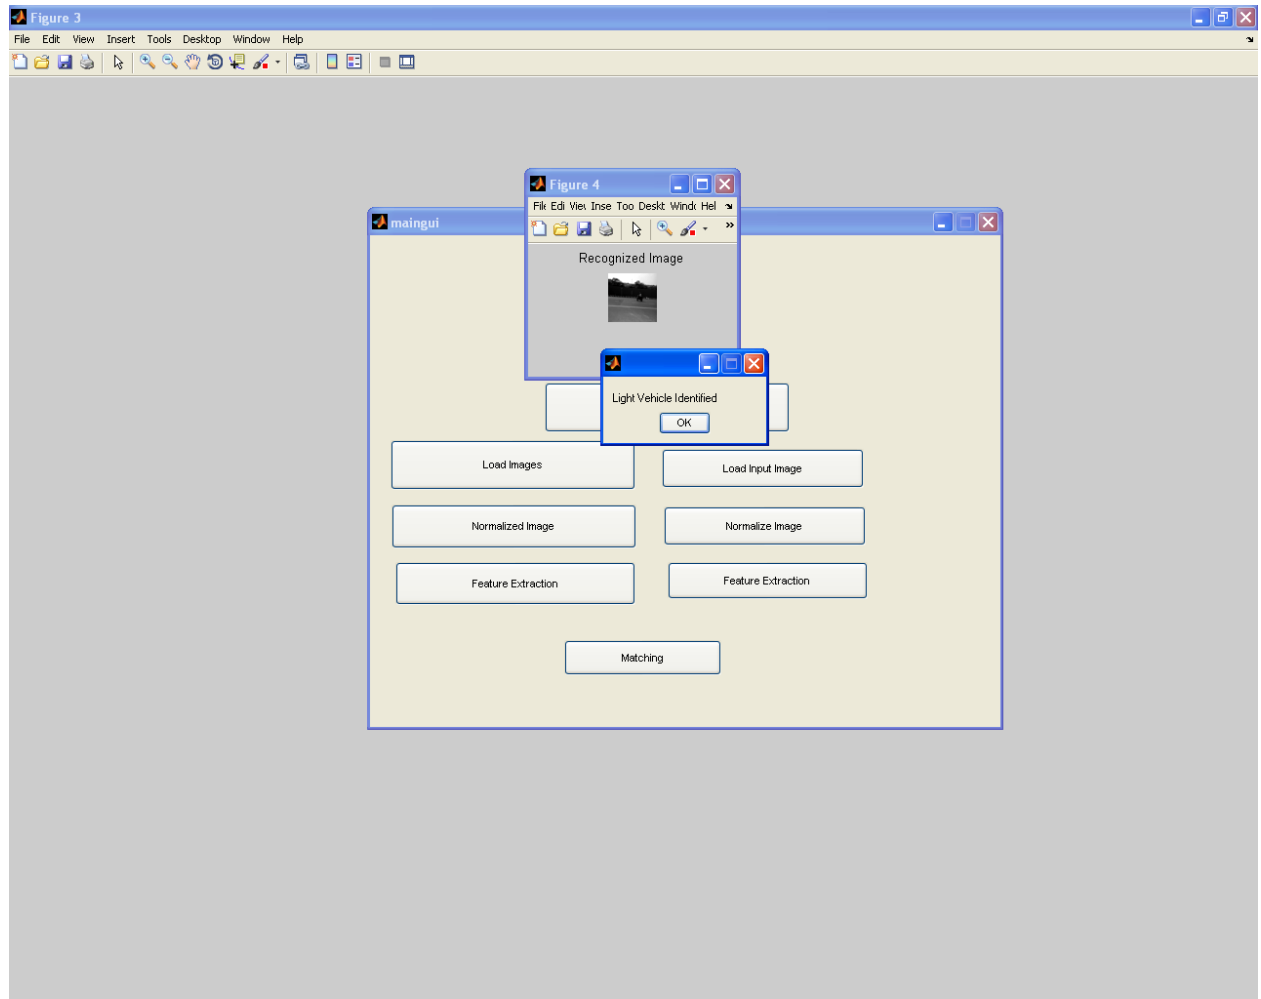 Figure 3
File Edit View Insert Tools Desktop Window Help
Figure 4
Fil Edi Viev Inse Too Deskt Windc Hel
maingui
Recognized Image
Light Vehicle Identified
OK
Load Images
Load Input Image
Normalized Image
Normalize Image
Feature Extraction
Feature Extraction
Matching